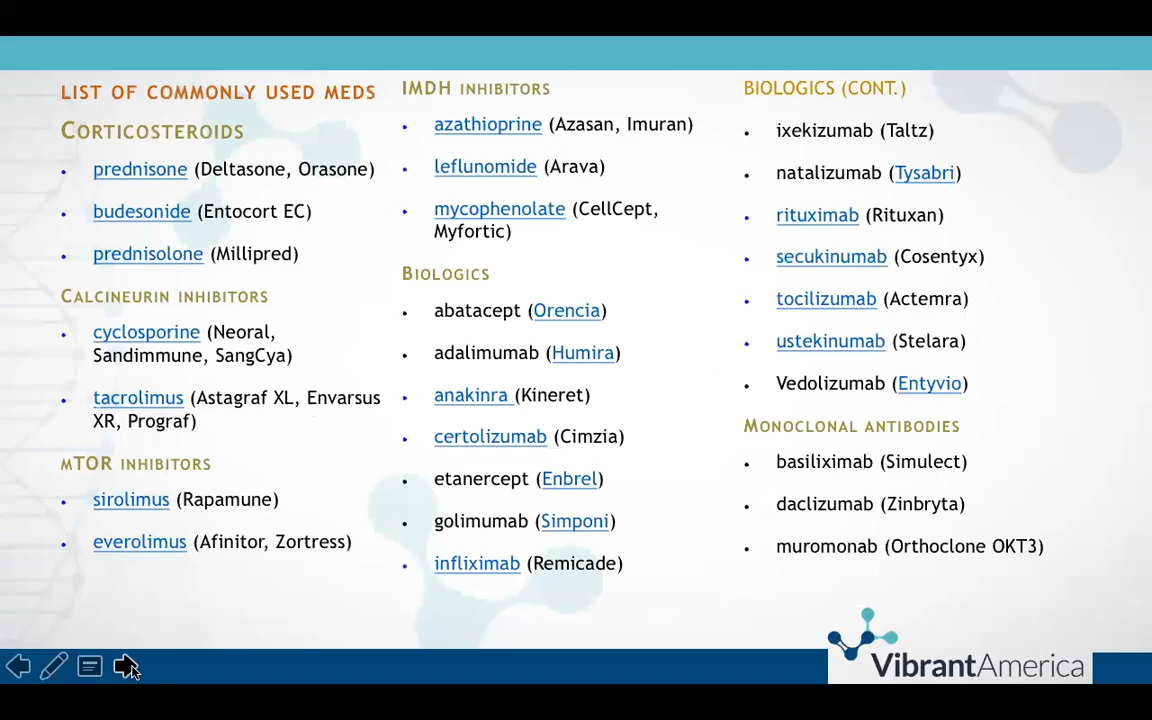 LIST OF COMMONLY USED MEDS
CORTICOSTEROIDS
• prednisone (Deltasone, Orasone)
• budesonide (Entocort EC)
• prednisolone (Millipred)
CALCINEURIN INHIBITORS
• cyclosporine (Neoral,
Sandimmune, SangCya)
• tacrolimus (Astagraf XL, Envarsus
XR, Prograf)
MTOR INHIBITORS
• sirolimus (Rapamune)
• everolimus (Afinitor, Zortress)
IMDH INHIBITORS
• azathioprine (Azasan, Imuran)
• leflunomide (Arava)
• mycophenolate (CellCept,
Myfortic)
BIOLOGICS
• abatacept (Orencia)
• adalimumab (Humira)
• anakinra (Kineret)
• certolizumab (Cimzia)
• etanercept (Enbrel)
• golimumab (Simponi)
• infliximab (Remicade)
BIOLOGICS (CONT.)
• ixekizumab (Taltz)
• natalizumab (Tysabri)
• rituximab (Rituxan)
• secukinumab (Cosentyx)
• tocilizumab (Actemra)
• ustekinumab (Stelara)
• Vedolizumab (Entyvio)
MONOCLONAL ANTIBODIES
basiliximab (Simulect)
daclizumab (Zinbryta)
muromonab (Orthoclone OKT3)
VibrantAmerica